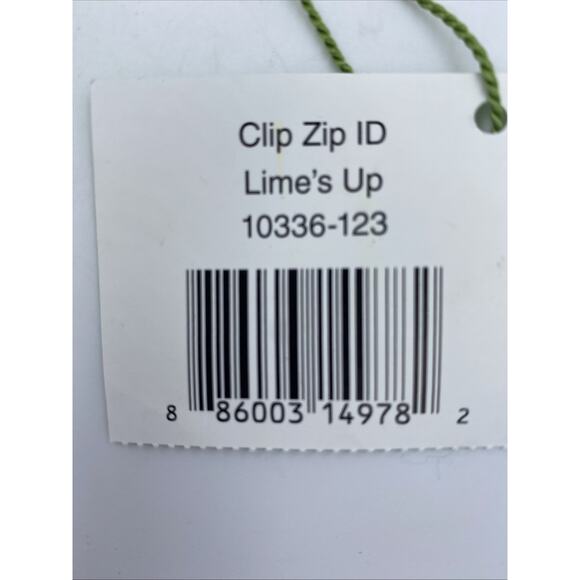 Clip Zip ID
Lime's Up
10336-123
8 86003 14978 2